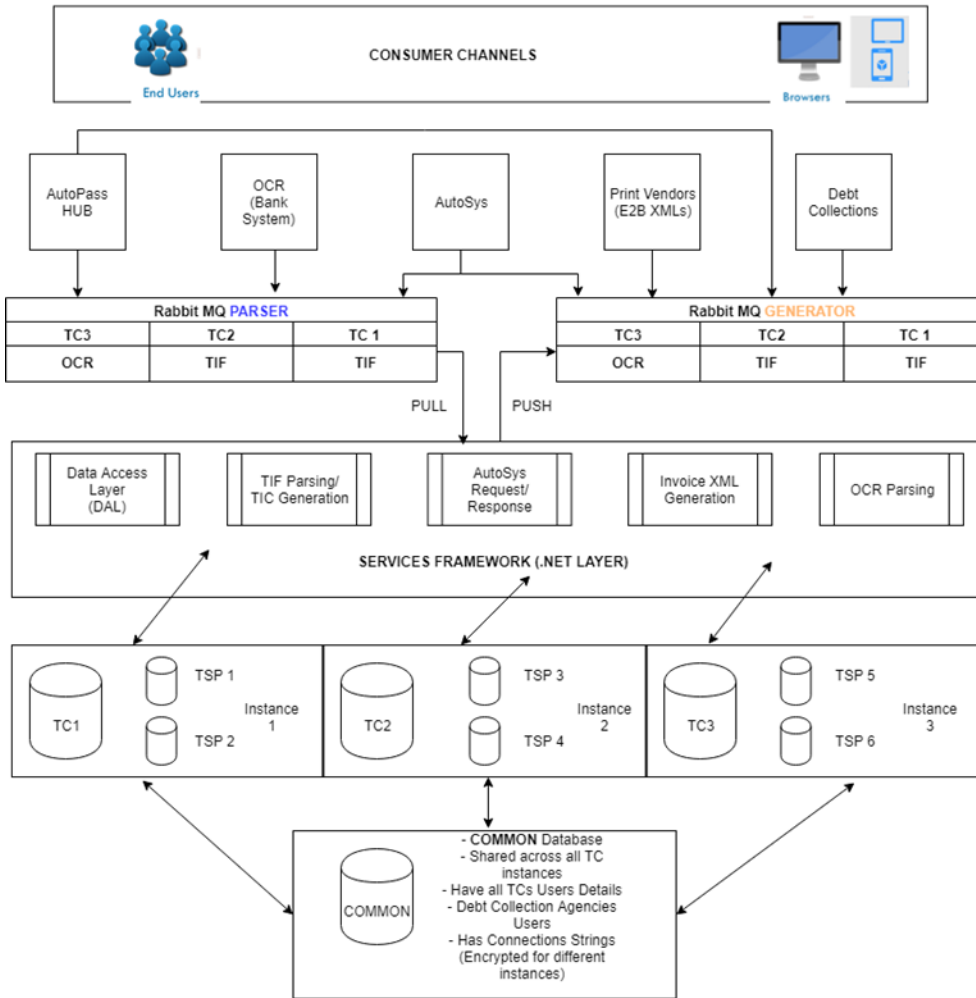 CONSUMER CHANNELS
End Users
Browsers
AutoPass
HUB
OCR
(Bank
System)
AutoSys
Print Vendors
(E2B XMLs)
Debt
Collections
Rabbit MQ PARSER
TC3
TC2
TC 1
OCR
TIF
TIF
Rabbit MQ GENERATOR
TC3
TC2
TC 1
OCR
TIF
TIF
PULL
PUSH
Data Access
Layer
(DAL)
TIF Parsing/
TIC Generation
AutoSys
Request/
Response
Invoice XML
Generation
OCR Parsing
SERVICES FRAMEWORK (.NET LAYER)
TC1
TSP 1
TSP 2
Instance
1
TC2
TSP 3
TSP 4
Instance
2
TC3
TSP 5
TSP 6
Instance
3
COMMON
- COMMON Database
- Shared across all TC
instances
- Have all TCs Users Details
- Debt Collection Agencies
Users
- Has Connections Strings
(Encrypted for different
instances)